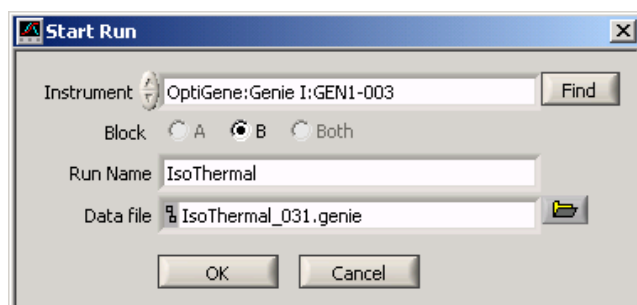 Start Run
Instrument OptiGene:Genie I:GEN1-003 Find
Block A B Both
Run Name IsoThermal
Data file IsoThermal_031.genie
OK Cancel